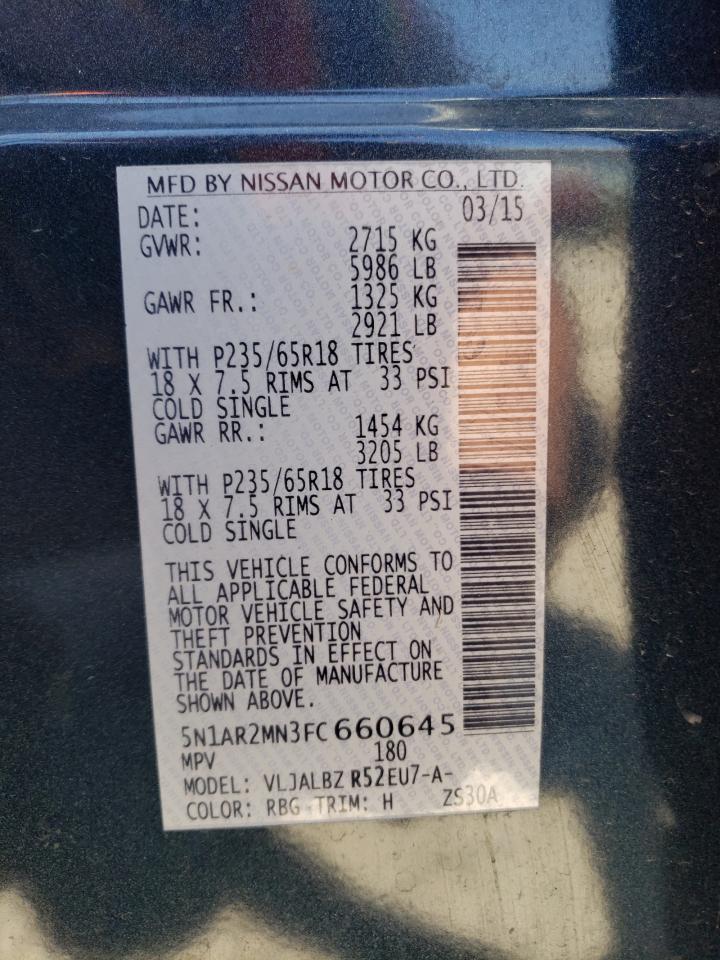 MFD BY NISSAN MOTOR CO., LTD.
DATE: 03/15
GVWR: 2715 KG
5986 LB
GAWR FR.: 1325 KG
2921 LB
WITH P235/65R18 TIRES
18 X 7.5 RIMS AT 33 PSI
COLD SINGLE
GAWR RR.: 1454 KG
3205 LB
WITH P235/65R18 TIRES
18 X 7.5 RIMS AT 33 PSI
COLD SINGLE
THIS VEHICLE CONFORMS TO
ALL APPLICABLE FEDERAL
MOTOR VEHICLE SAFETY AND
THEFT PREVENTION
STANDARDS IN EFFECT ON
THE DATE OF MANUFACTURE
SHOWN ABOVE.
5N1AR2MN3FC660645
MPV 180
MODEL: VLJALBZ R52EU7-A-
COLOR: RBG TRIM: H ZS30A